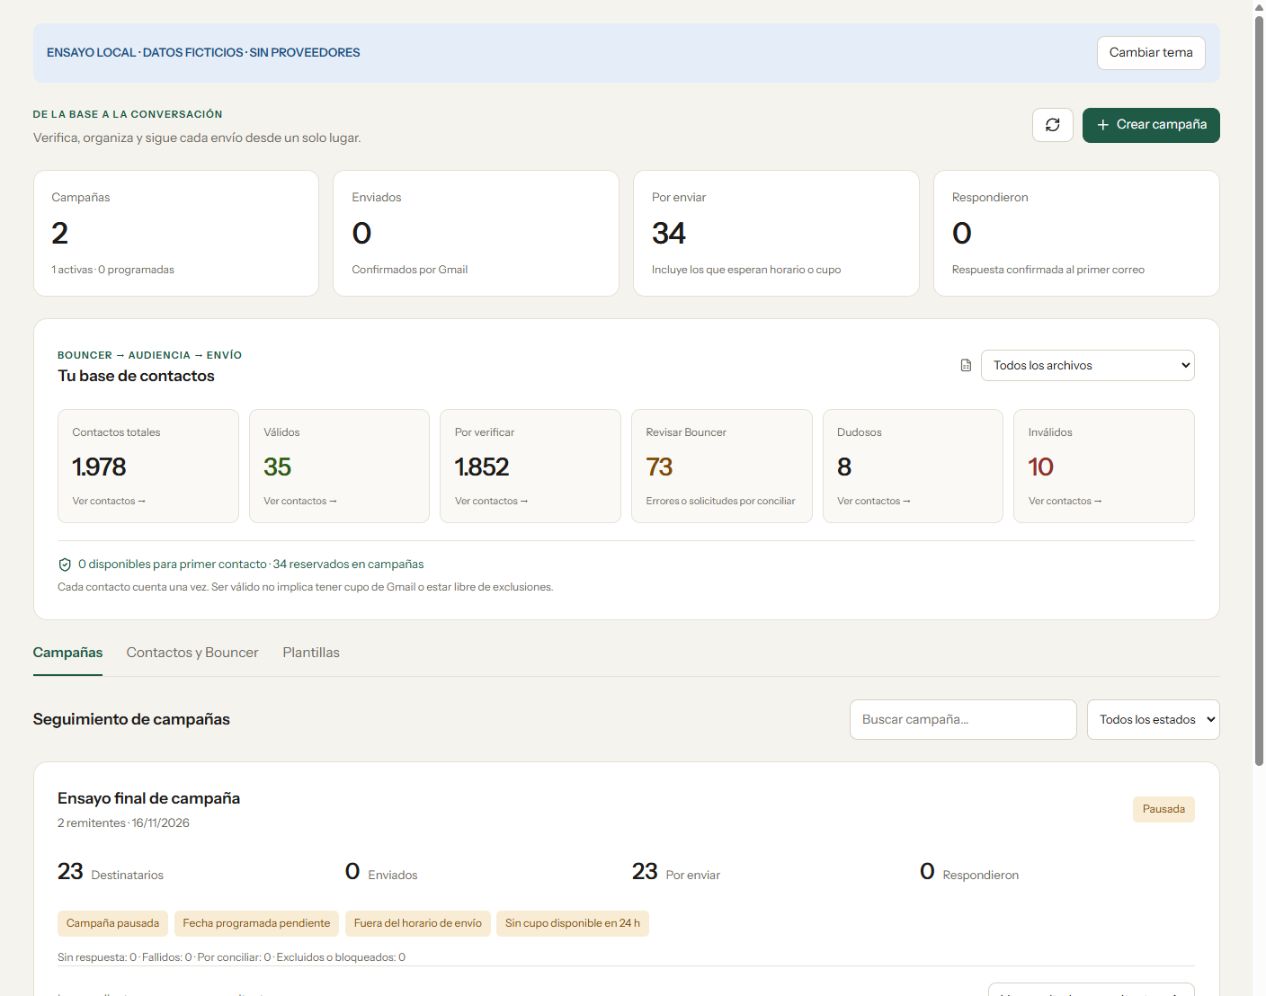 ENSAYO LOCAL · DATOS FICTICIOS · SIN PROVEEDORES
Cambiar tema
DE LA BASE A LA CONVERSACIÓN
Verifica, organiza y sigue cada envío desde un solo lugar.
+ Crear campaña
Campañas
2
1 activas · 0 programadas
Enviados
0
Confirmados por Gmail
Por enviar
34
Incluye los que esperan horario o cupo
Respondieron
0
Respuesta confirmada al primer correo
BOUNCER → AUDIENCIA → ENVÍO
Tu base de contactos
Todos los archivos
Contactos totales
1.978
Ver contactos →
Válidos
35
Ver contactos →
Por verificar
1.852
Ver contactos →
Revisar Bouncer
73
Errores o solicitudes por conciliar
Dudosos
8
Ver contactos →
Inválidos
10
Ver contactos →
0 disponibles para primer contacto · 34 reservados en campañas
Cada contacto cuenta una vez. Ser válido no implica tener cupo de Gmail o estar libre de exclusiones.
Campañas
Contactos y Bouncer
Plantillas
Seguimiento de campañas
Buscar campaña...
Todos los estados
Ensayo final de campaña
2 remitentes · 16/11/2026
Pausada
23 Destinatarios
0 Enviados
23 Por enviar
0 Respondieron
Campaña pausada
Fecha programada pendiente
Fuera del horario de envío
Sin cupo disponible en 24 h
Sin respuesta: 0 · Fallidos: 0 · Por conciliar: 0 · Excluidos o bloqueados: 0